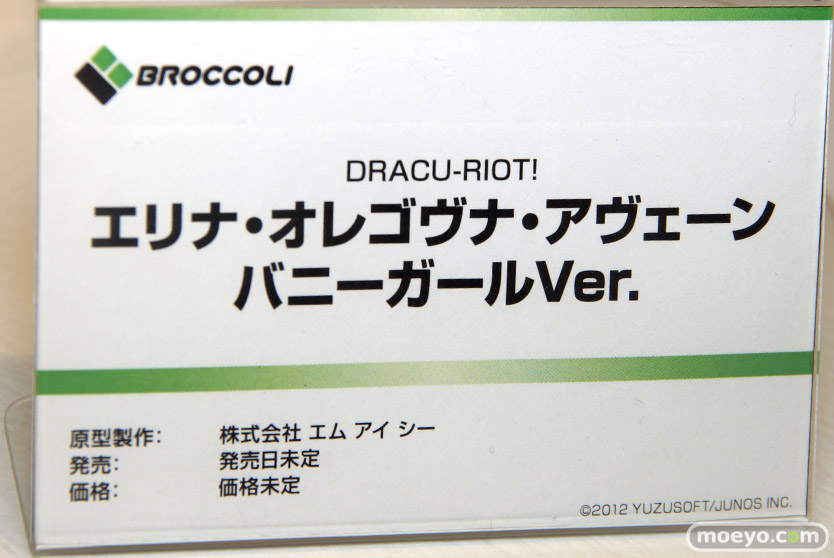 BROCCOLI
DRACU-RIOT!
エリナ・オレゴヴナ・アヴェーン
バニーガールVer.
原型製作： 株式会社 エム アイ シー
発売： 発売日未定
価格： 価格未定
©2012 YUZUSOFT/JUNOS INC.
moeyo.com